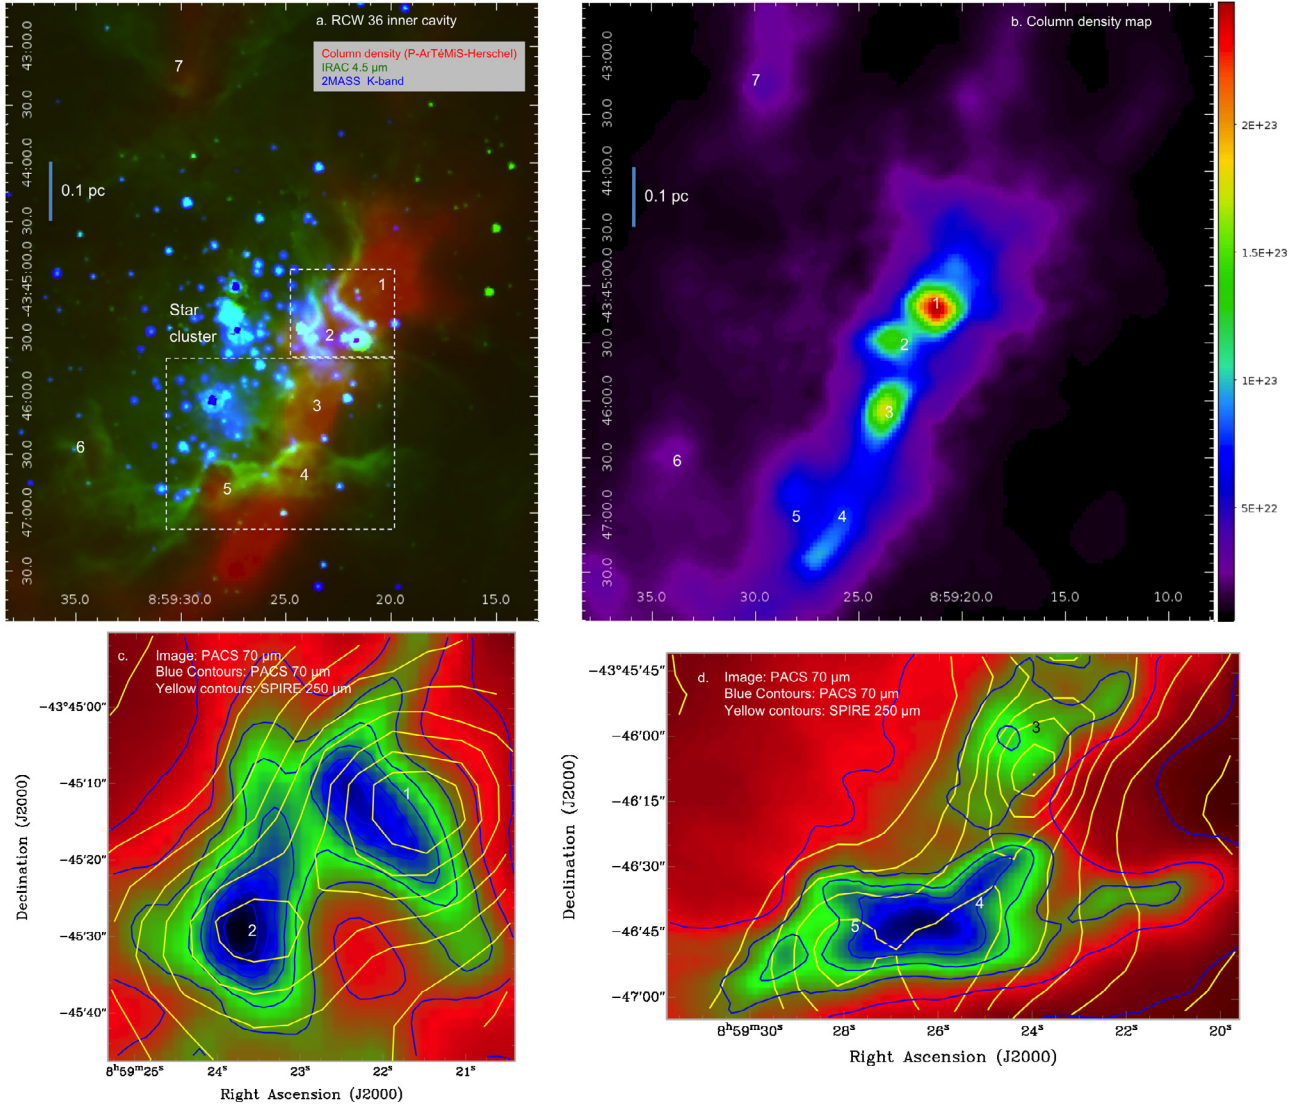 a. RCW 36 inner cavity
Column density (P-ArTéMiS-Herschel)
IRAC 4.5 µm
2MASS K-band
7
0.1 pc
1
Star
cluster
2
3
6
4
5
43:00.0
30.0
44:00.0
30.0
-43:45:00.0
30.0
46:00.0
30.0
47:00.0
30.0
35.0 8:59:30.0 25.0 20.0 15.0
b. Column density map
7
0.1 pc
1
2
3
6
5 4
43:00.0
30.0
44:00.0
30.0
-43:45:00.0
30.0
46:00.0
30.0
47:00.0
30.0
35.0 30.0 25.0 8:59:20.0 15.0 10.0
2E+23
1.5E+23
1E+23
5E+22
c. Image: PACS 70 µm
Blue Contours: PACS 70 µm
Yellow contours: SPIRE 250 µm
1
2
−43°45′00″
−45′10″
−45′20″
−45′30″
−45′40″
Declination (J2000)
8ʰ59ᵐ25ˢ 24ˢ 23ˢ 22ˢ 21ˢ
Right Ascension (J2000)
d. Image: PACS 70 µm
Blue Contours: PACS 70 µm
Yellow contours: SPIRE 250 µm
3
4
5
−43°45′45″
−46′00″
−46′15″
−46′30″
−46′45″
−47′00″
Declination (J2000)
8ʰ59ᵐ30ˢ 28ˢ 26ˢ 24ˢ 22ˢ 20ˢ
Right Ascension (J2000)